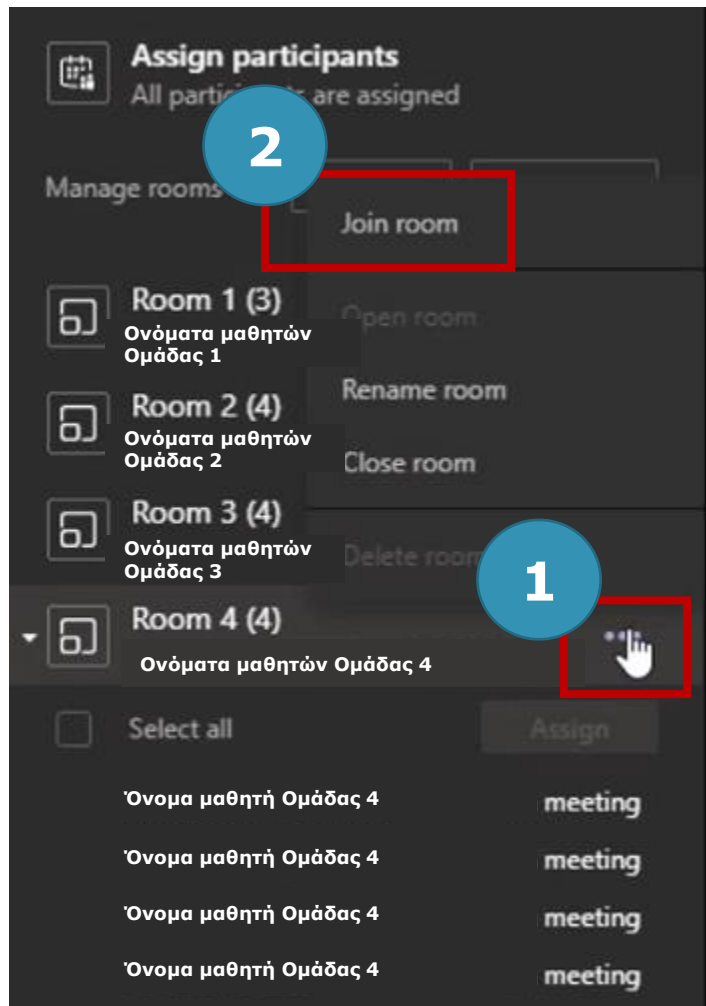 Assign participants
All participants are assigned
2
Manage rooms
Join room
Room 1 (3)
Ονόματα μαθητών
Ομάδας 1
Open room
Rename room
Room 2 (4)
Ονόματα μαθητών
Ομάδας 2
Close room
Room 3 (4)
Ονόματα μαθητών
Ομάδας 3
Delete room
1
Room 4 (4)
Ονόματα μαθητών Ομάδας 4
Select all
Assign
Όνομα μαθητή Ομάδας 4 meeting
Όνομα μαθητή Ομάδας 4 meeting
Όνομα μαθητή Ομάδας 4 meeting
Όνομα μαθητή Ομάδας 4 meeting